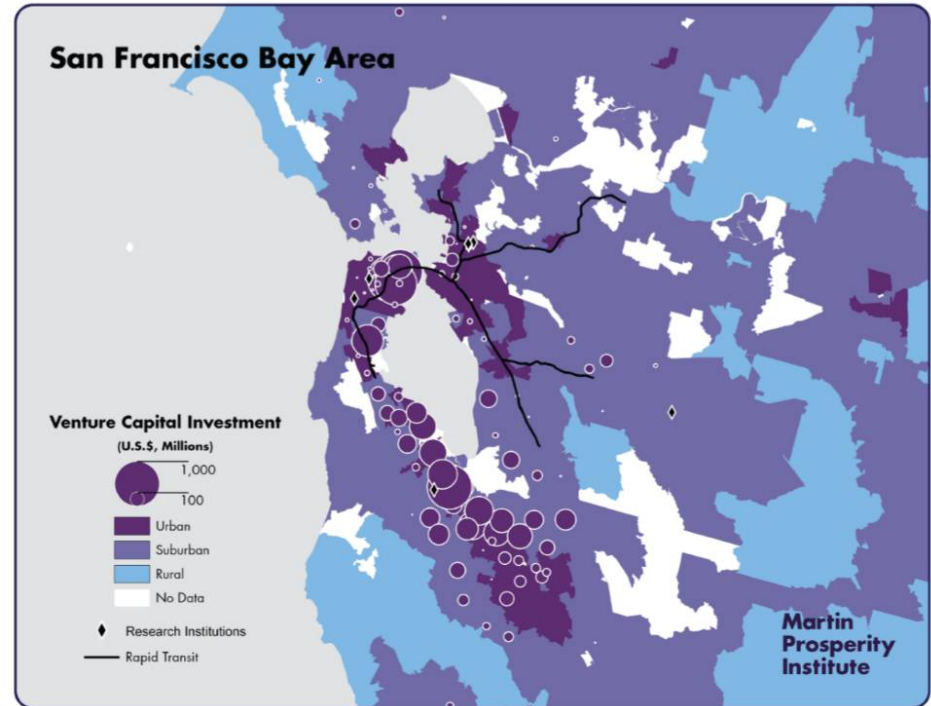 San Francisco Bay Area
Venture Capital Investment
(U.S.$, Millions)
1,000
100
Urban
Suburban
Rural
No Data
Research Institutions
Rapid Transit
Martin
Prosperity
Institute